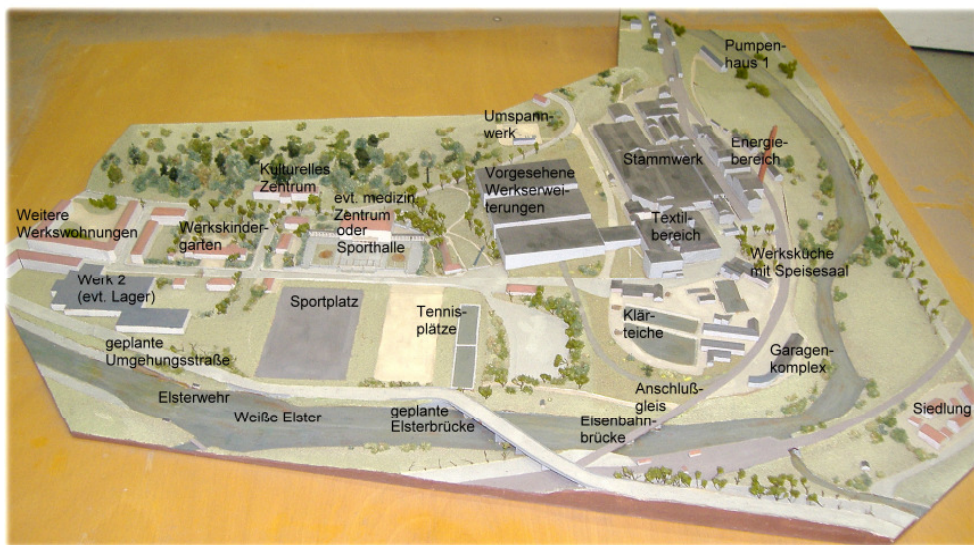 Pumpen-
haus 1
Umspann-
werk
Energie-
bereich
Stammwerk
Kulturelles
Zentrum
Vorgesehene
Werkserwei-
terungen
evt. medizin.
Zentrum
oder
Sporthalle
Weitere
Werkswohnungen
Werkskinder-
garten
Textil-
bereich
Werksküche
mit Speisesaal
Werk 2
(evt. Lager)
Sportplatz
Tennis-
plätze
Klär-
teiche
geplante
Umgehungsstraße
Garagen-
komplex
Elsterwehr
Anschlußg-
gleis
Weiße Elster
geplante
Elsterbrücke
Eisenbahn-
brücke
Siedlung